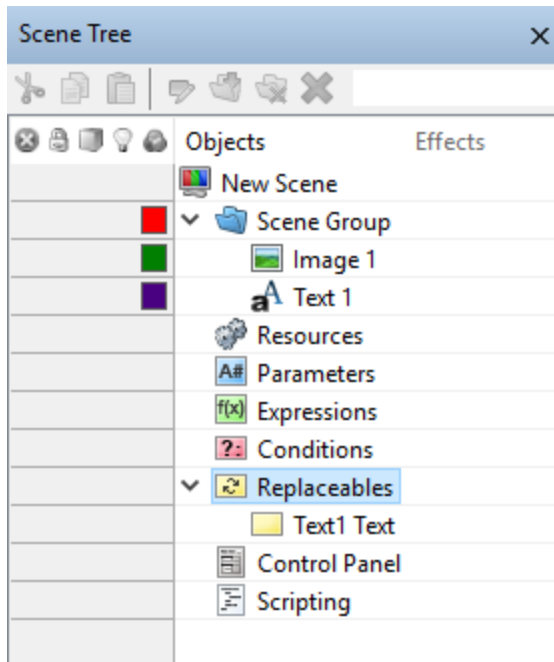 Scene Tree
Objects Effects
New Scene
Scene Group
Image 1
aA Text 1
Resources
A# Parameters
f(x) Expressions
?: Conditions
Replaceables
Text1 Text
Control Panel
Scripting